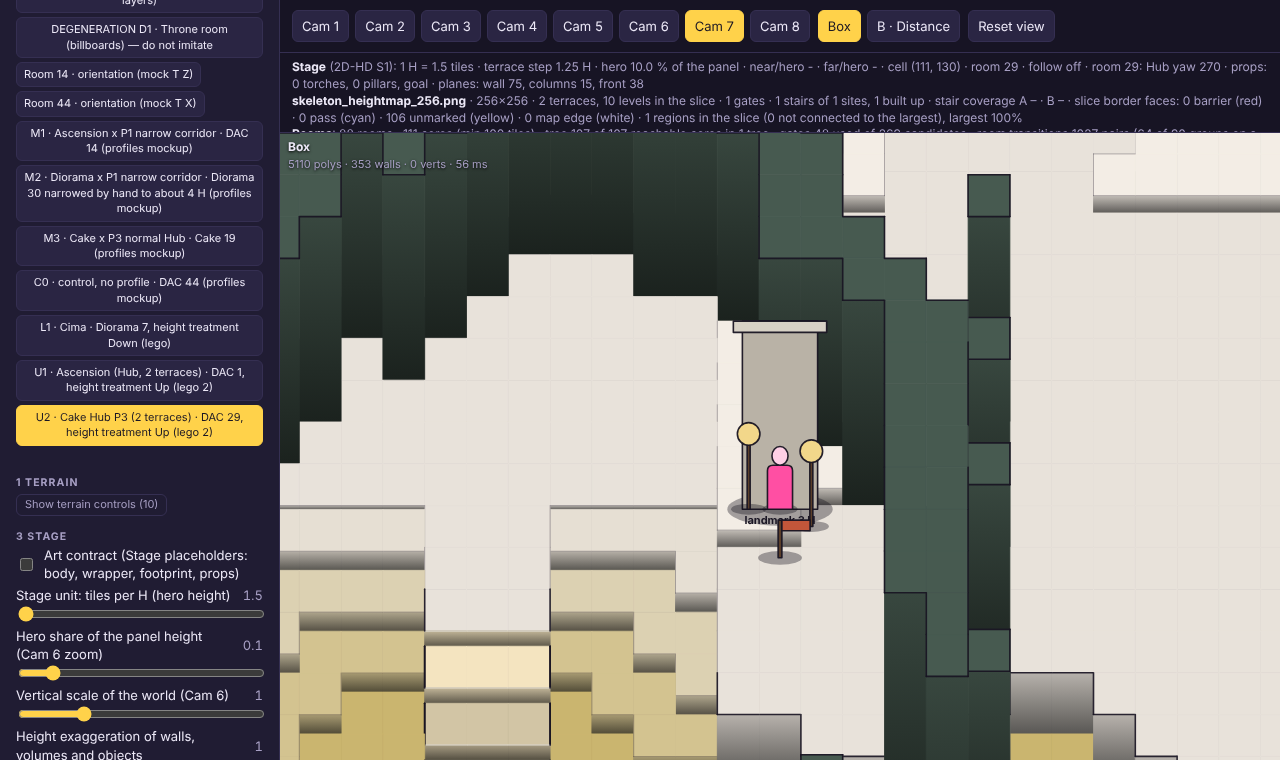 layers)
DEGENERATION D1 · Throne room
(billboards) — do not imitate
Room 14 · orientation (mock T Z)
Room 44 · orientation (mock T X)
M1 · Ascension x P1 narrow corridor · DAC
14 (profiles mockup)
M2 · Diorama x P1 narrow corridor · Diorama
30 narrowed by hand to about 4 H (profiles
mockup)
M3 · Cake x P3 normal Hub · Cake 19
(profiles mockup)
C0 · control, no profile · DAC 44 (profiles
mockup)
L1 · Cima · Diorama 7, height treatment
Down (lego)
U1 · Ascension (Hub, 2 terraces) · DAC 1,
height treatment Up (lego 2)
U2 · Cake Hub P3 (2 terraces) · DAC 29,
height treatment Up (lego 2)
1 TERRAIN
Show terrain controls (10)
3 STAGE
Art contract (Stage placeholders:
body, wrapper, footprint, props)
Stage unit: tiles per H (hero height) 1.5
Hero share of the panel height
(Cam 6 zoom) 0.1
Vertical scale of the world (Cam 6) 1
Height exaggeration of walls,
volumes and objects 1
Cam 1 Cam 2 Cam 3 Cam 4 Cam 5 Cam 6 Cam 7 Cam 8 Box B · Distance Reset view
Stage (2D-HD S1): 1 H = 1.5 tiles · terrace step 1.25 H · hero 10.0 % of the panel · near/hero - · far/hero - · cell (111, 130) · room 29 · follow off · room 29: Hub yaw 270 · props:
0 torches, 0 pillars, goal · planes: wall 75, columns 15, front 38
skeleton_heightmap_256.png · 256×256 · 2 terraces, 10 levels in the slice · 1 gates · 1 stairs of 1 sites, 1 built up · stair coverage A – · B – · slice border faces: 0 barrier (red)
· 0 pass (cyan) · 106 unmarked (yellow) · 0 map edge (white) · 1 regions in the slice (0 not connected to the largest), largest 100%
Box
5110 polys · 353 walls · 0 verts · 56 ms